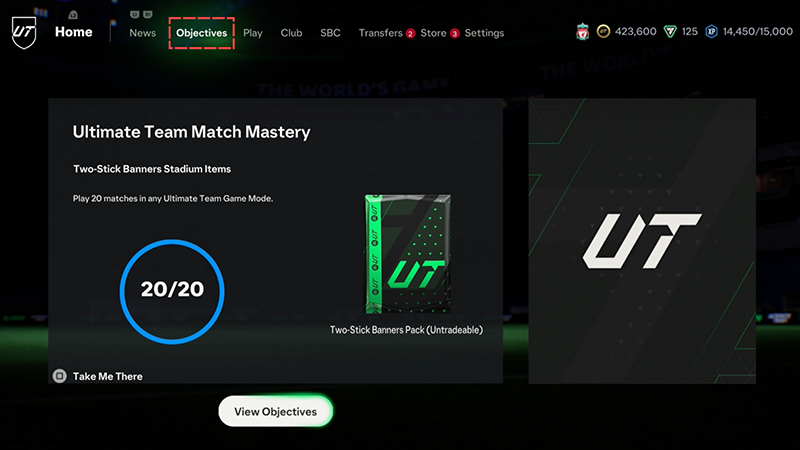 UT
Home
News
Objectives
Play
Club
SBC
Transfers 2
Store 3
Settings
UT 423,600
125
XP 14,450/15,000
THE WORLD'S GAME
Ultimate Team Match Mastery
Two-Stick Banners Stadium Items
Play 20 matches in any Ultimate Team Game Mode.
20/20
UT
UT
Two-Stick Banners Pack (Untradeable)
Take Me There
View Objectives